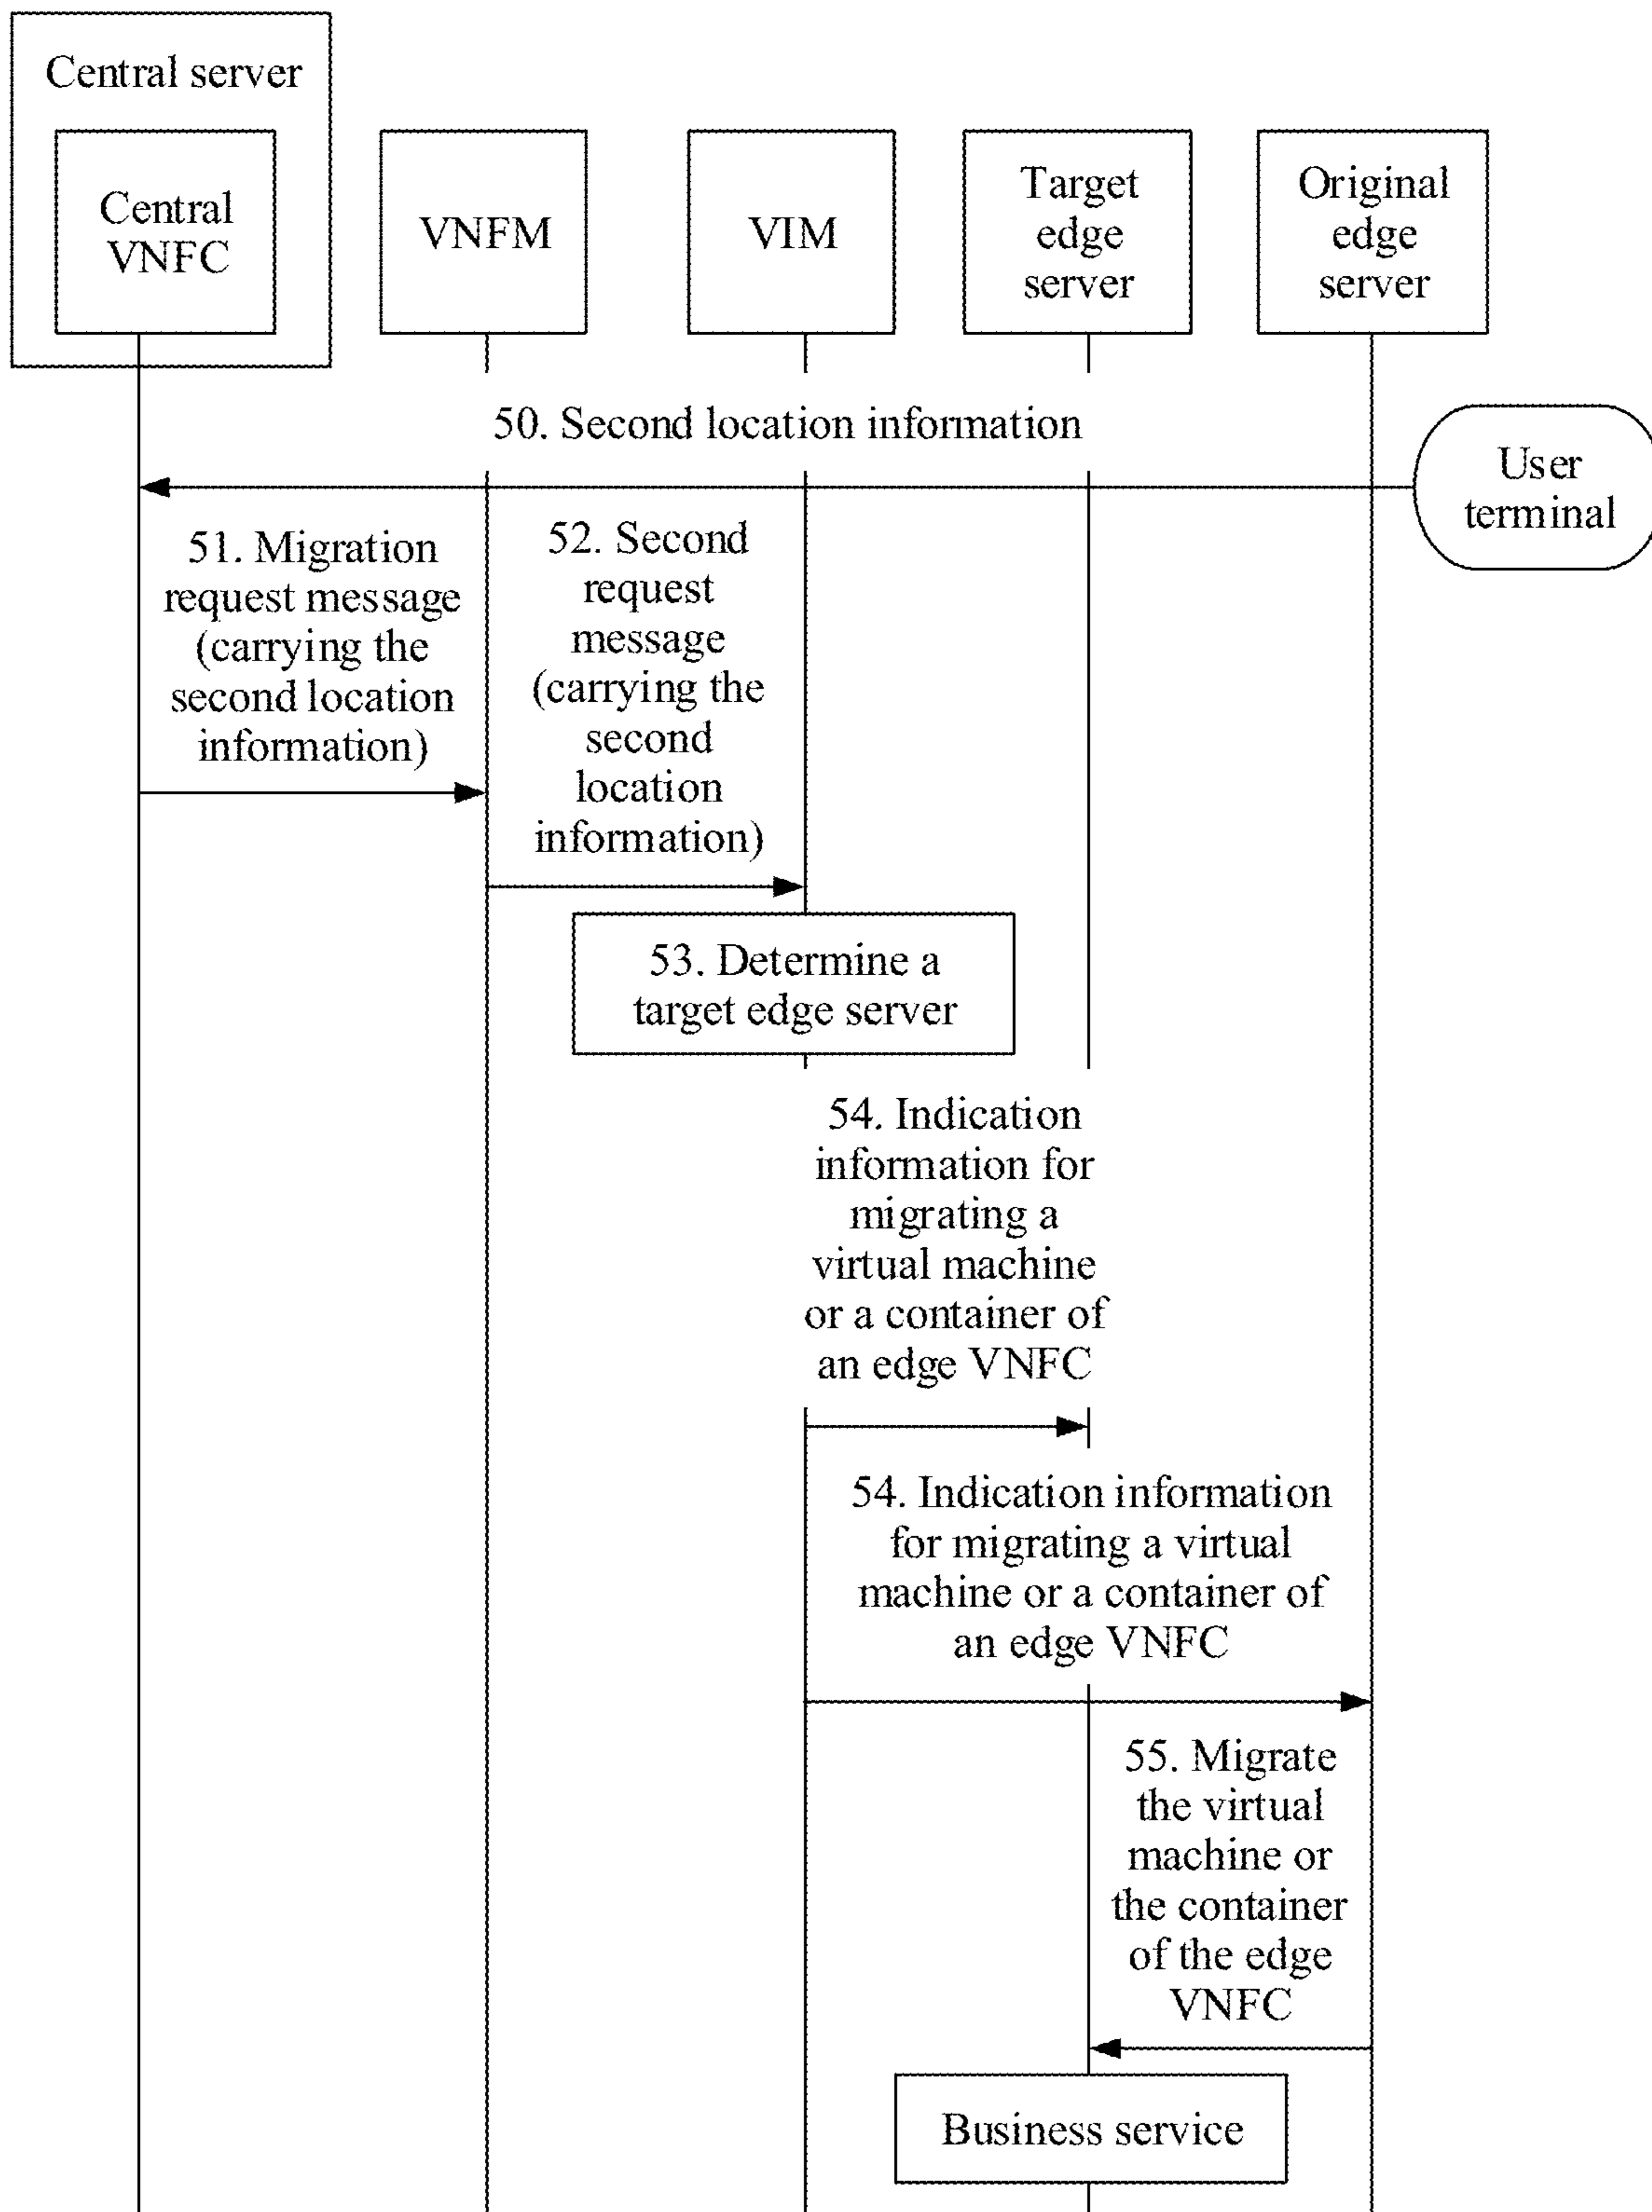 Central server
Central
VNFC
VNFM
VIM
Target
edge
server
Original
edge
server
50. Second location information
User
terminal
51. Migration
request message
(carrying the
second location
information)
52. Second
request
message
(carrying the
second
location
information)
53. Determine a
target edge server
54. Indication
information for
migrating a
virtual machine
or a container of
an edge VNFC
54. Indication information
for migrating a virtual
machine or a container of
an edge VNFC
55. Migrate
the virtual
machine or
the container
of the edge
VNFC
Business service